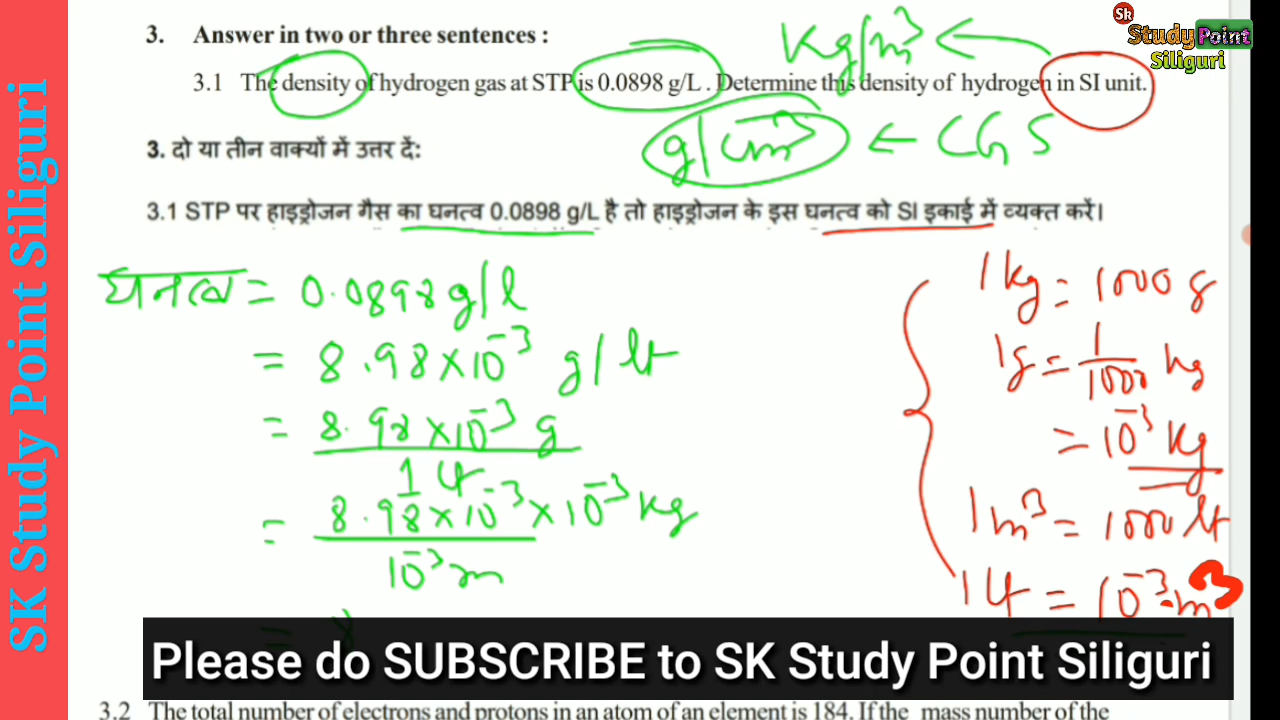 SK Study Point Siliguri
Sk
Study Point
Siliguri
3. Answer in two or three sentences :
Kg/m³ ←
3.1 The density of hydrogen gas at STP is 0.0898 g/L . Determine this density of hydrogen in SI unit.
g/cm³ ← CGS
3. दो या तीन वाक्यों में उत्तर दें:
3.1 STP पर हाइड्रोजन गैस का घनत्व 0.0898 g/L है तो हाइड्रोजन के इस घनत्व को SI इकाई में व्यक्त करें।
घनत्व = 0.0898 g/l
= 8.98×10⁻³ g/lt
= 8.98×10⁻³ g
1 lt
= 8.98×10⁻³×10⁻³ kg
10⁻³ m
=
1 kg = 1000 g
1g = 1/1000 kg
= 10⁻³ kg
1 m³ = 1000 lt
1 lt = 10⁻³ m³
Please do SUBSCRIBE to SK Study Point Siliguri
3.2 The total number of electrons and protons in an atom of an element is 184. If the mass number of the